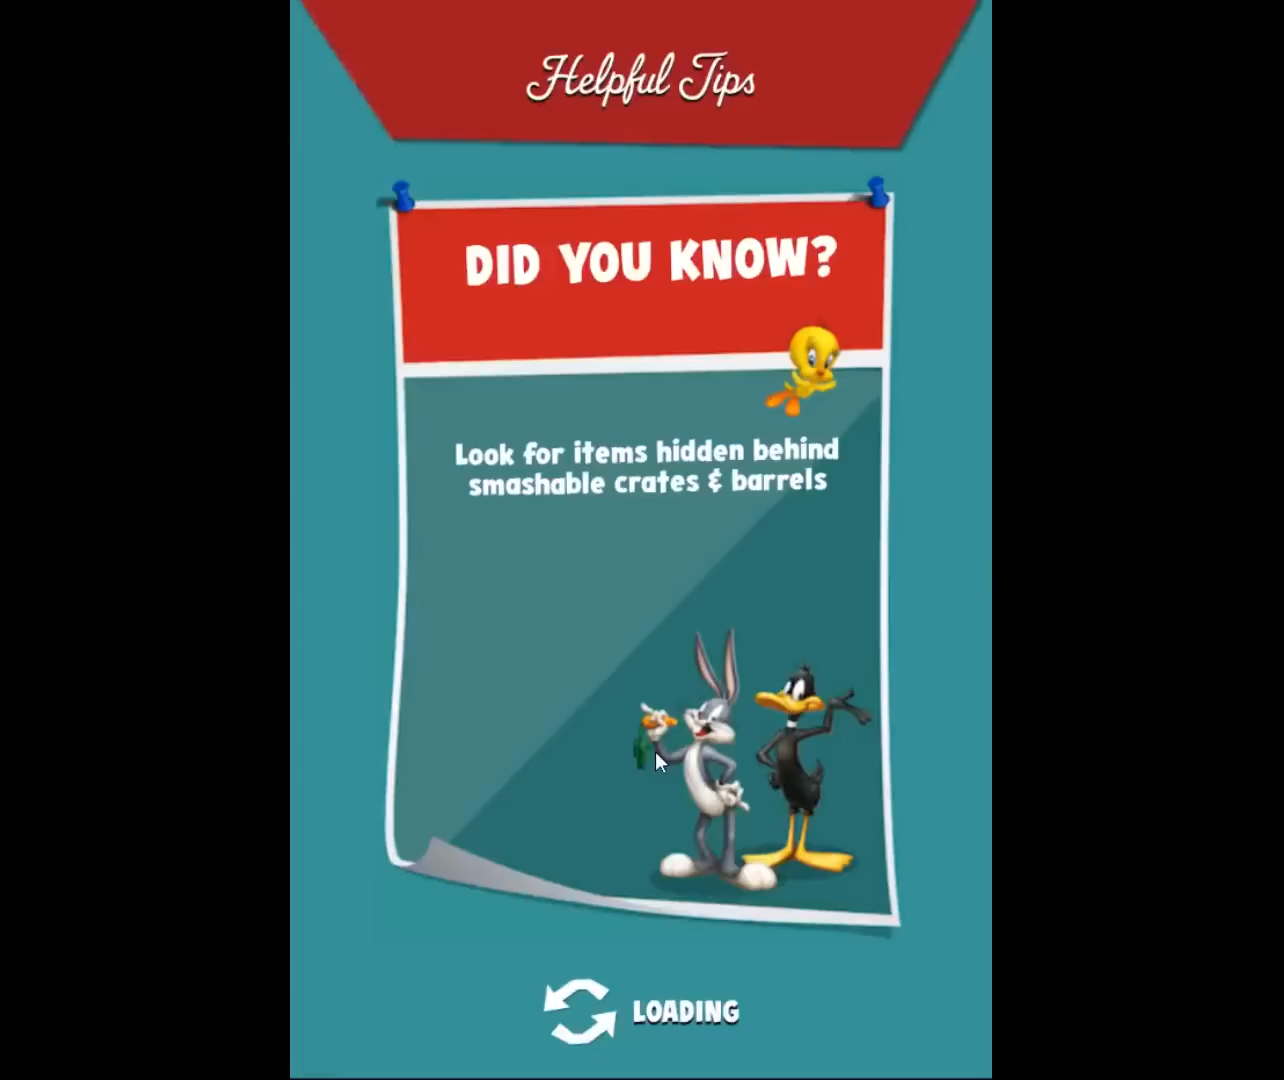 Helpful Tips
DID YOU KNOW?
Look for items hidden behind
smashable crates & barrels
LOADING